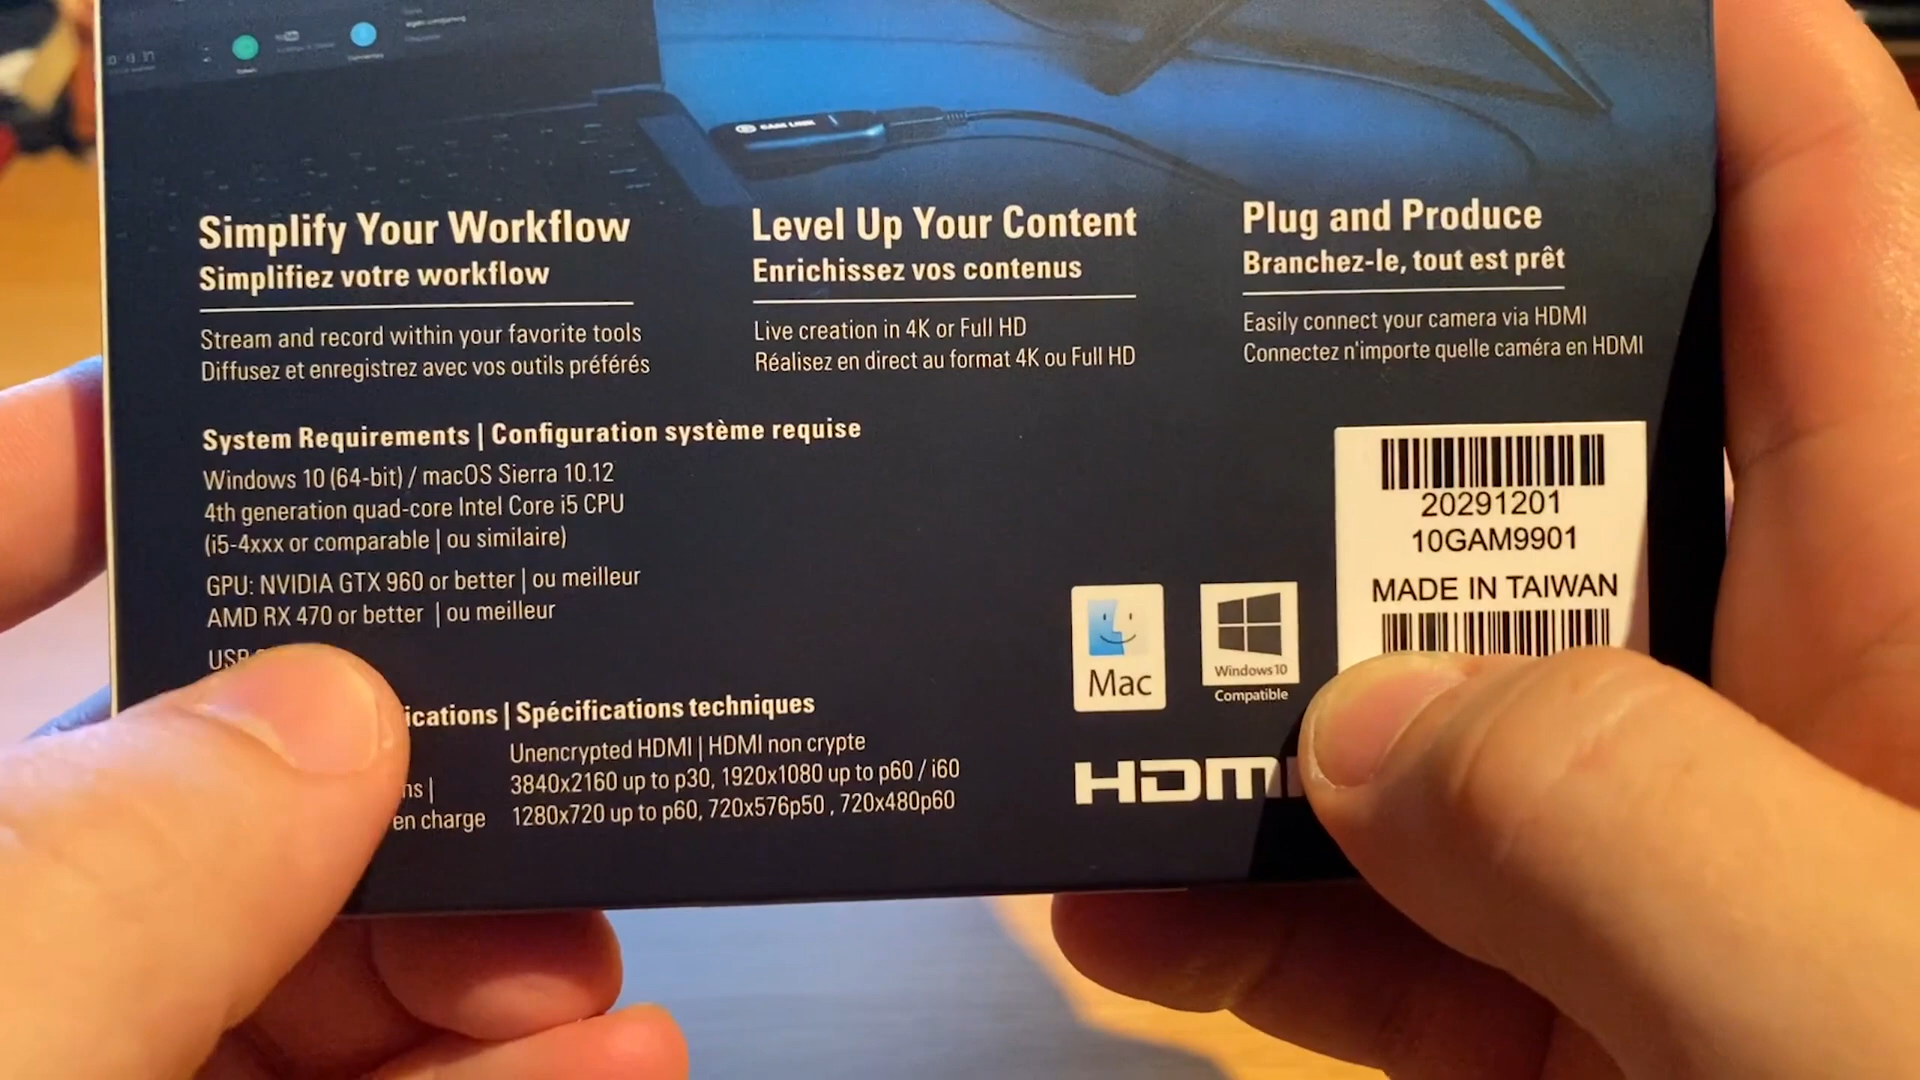 CAM LINK
Simplify Your Workflow
Simplifiez votre workflow
Stream and record within your favorite tools
Diffusez et enregistrez avec vos outils préférés
Level Up Your Content
Enrichissez vos contenus
Live creation in 4K or Full HD
Réalisez en direct au format 4K ou Full HD
Plug and Produce
Branchez-le, tout est prêt
Easily connect your camera via HDMI
Connectez n'importe quelle caméra en HDMI
System Requirements | Configuration système requise
Windows 10 (64-bit) / macOS Sierra 10.12
4th generation quad-core Intel Core i5 CPU
(i5-4xxx or comparable | ou similaire)
GPU: NVIDIA GTX 960 or better | ou meilleur
AMD RX 470 or better | ou meilleur
USB
ications | Spécifications techniques
Unencrypted HDMI | HDMI non crypte
ns | 3840x2160 up to p30, 1920x1080 up to p60 / i60
en charge 1280x720 up to p60, 720x576p50 , 720x480p60
Mac
Windows 10
Compatible
HDMI
20291201
10GAM9901
MADE IN TAIWAN